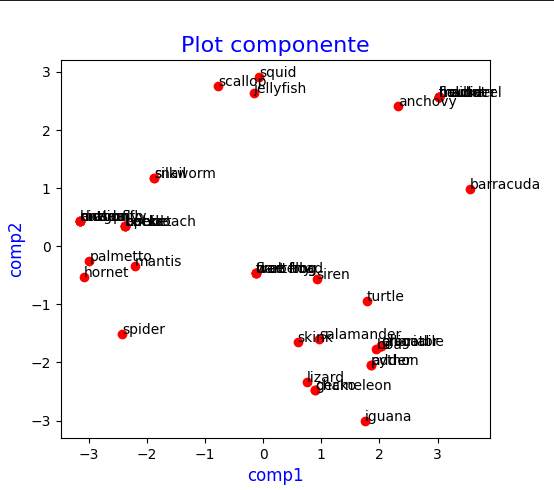 Plot componente
squid
scallop
jellyfish
anchovy
barracuda
silkworm
palmetto
mantis
hornet
siren
turtle
spider
skink
salamander
python
lizard
chameleon
iguana
comp2
3
2
1
0
−1
−2
−3
−3
−2
−1
0
1
2
3
comp1